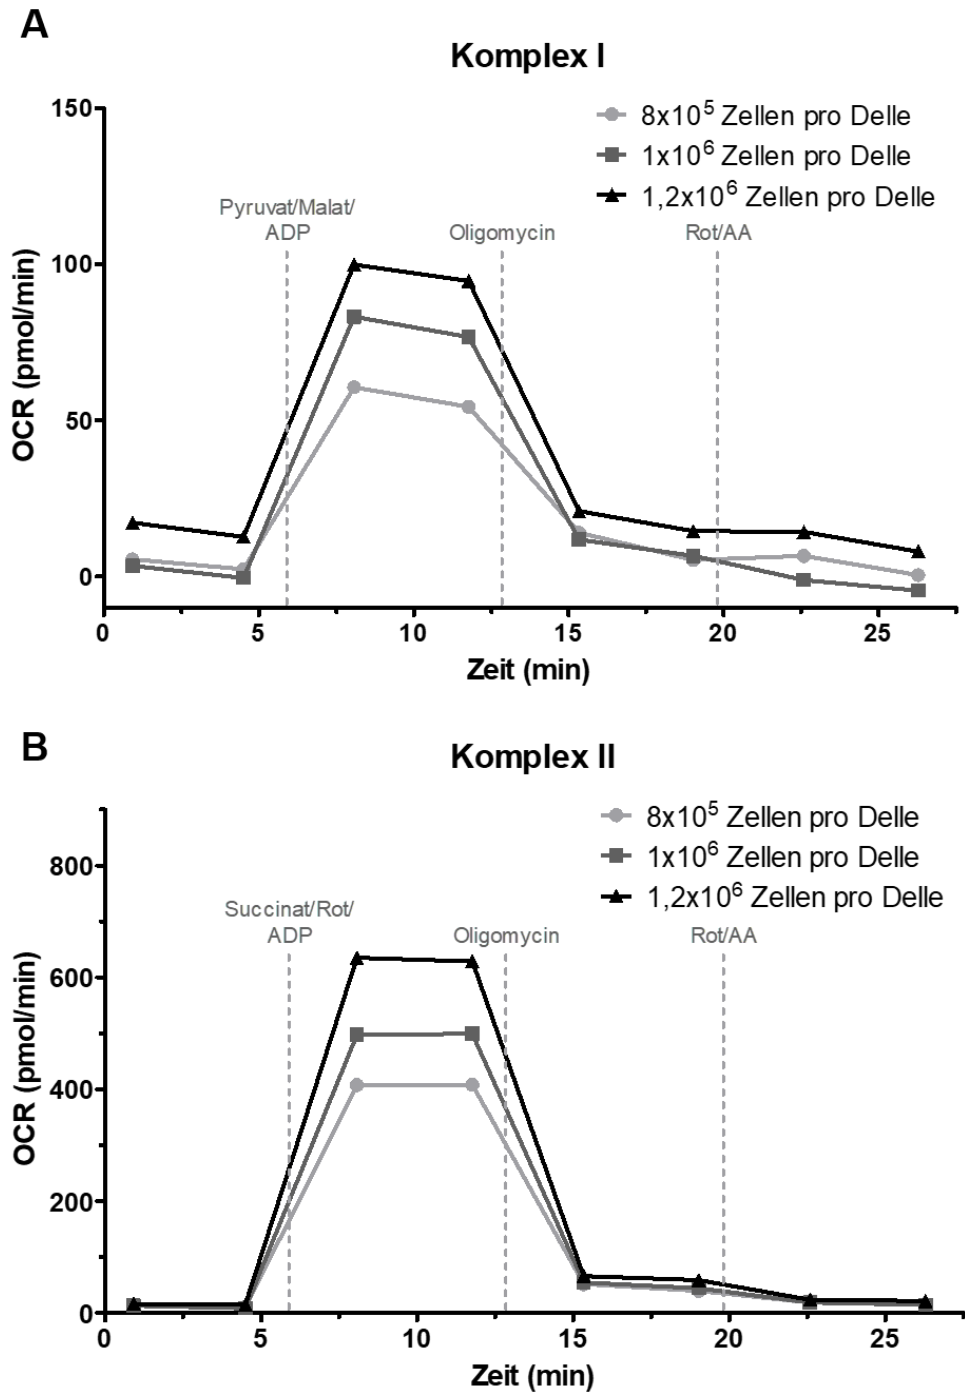 A
Komplex I
150
100
50
0
OCR (pmol/min)
8x10⁵ Zellen pro Delle
1x10⁶ Zellen pro Delle
1,2x10⁶ Zellen pro Delle
Pyruvat/Malat/
ADP
Oligomycin
Rot/AA
0 5 10 15 20 25
Zeit (min)
B
Komplex II
800
600
400
200
0
OCR (pmol/min)
8x10⁵ Zellen pro Delle
1x10⁶ Zellen pro Delle
1,2x10⁶ Zellen pro Delle
Succinat/Rot/
ADP
Oligomycin
Rot/AA
0 5 10 15 20 25
Zeit (min)